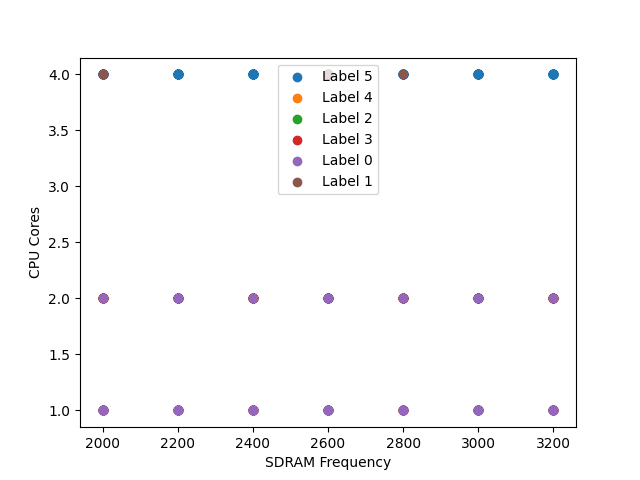 4.0
3.5
3.0
2.5
2.0
1.5
1.0
CPU Cores
Label 5
Label 4
Label 2
Label 3
Label 0
Label 1
2000 2200 2400 2600 2800 3000 3200
SDRAM Frequency